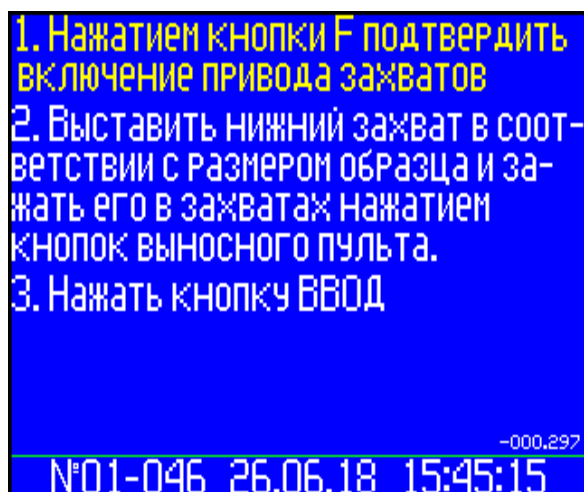 1. Нажатием кнопки F подтвердить
включение привода захватов
2. Выставить нижний захват в соот-
ветствии с размером образца и за-
жать его в захватах нажатием
кнопок выносного пульта.
3. Нажать кнопку ВВОД
-000.297
№01-046 26.06.18 15:45:15